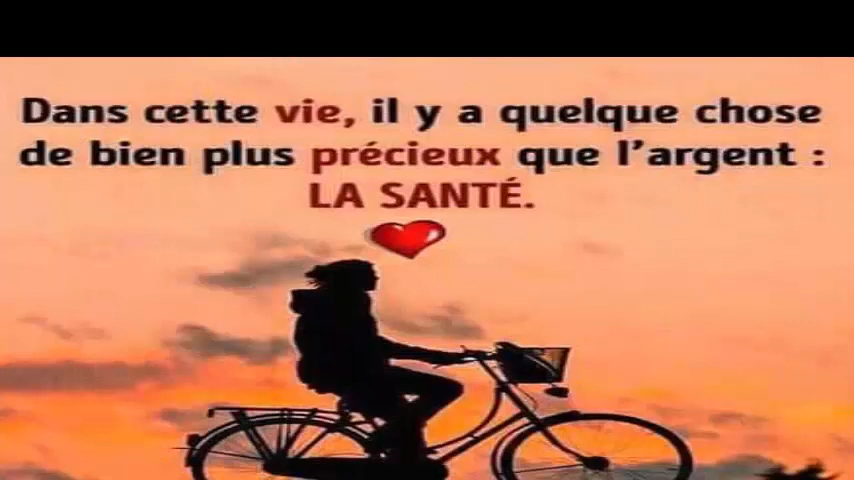 Dans cette vie, il y a quelque chose
de bien plus précieux que l'argent :
LA SANTÉ.